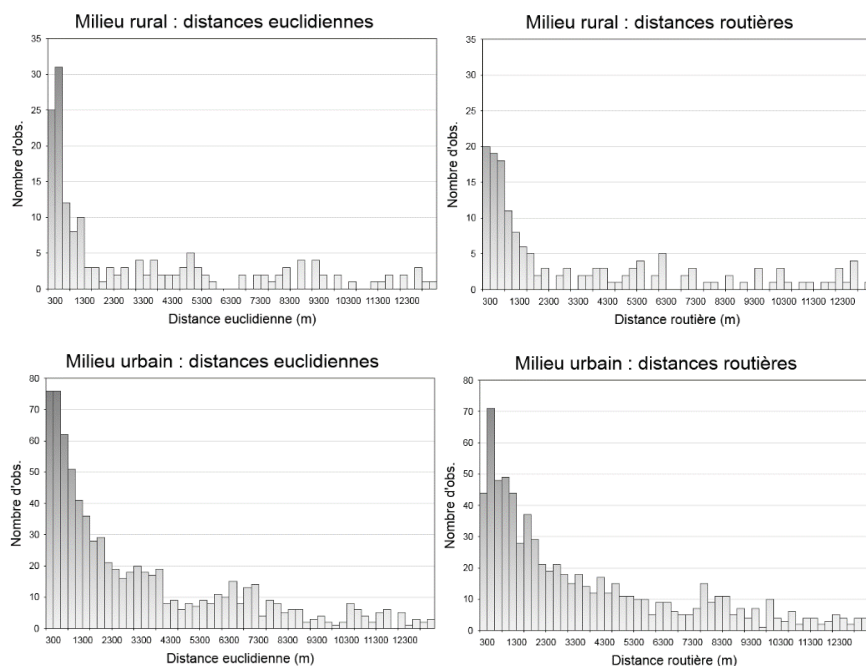 Milieu rural : distances euclidiennes
Nombre d'obs.
35
30
25
20
15
10
5
0
300 1300 2300 3300 4300 5300 6300 7300 8300 9300 10300 11300 12300
Distance euclidienne (m)
Milieu rural : distances routières
Nombre d'obs.
35
30
25
20
15
10
5
0
300 1300 2300 3300 4300 5300 6300 7300 8300 9300 10300 11300 12300
Distance routière (m)
Milieu urbain : distances euclidiennes
Nombre d'obs.
80
70
60
50
40
30
20
10
0
300 1300 2300 3300 4300 5300 6300 7300 8300 9300 10300 11300 12300
Distance euclidienne (m)
Milieu urbain : distances routières
Nombre d'obs.
80
70
60
50
40
30
20
10
0
300 1300 2300 3300 4300 5300 6300 7300 8300 9300 10300 11300 12300
Distance routière (m)